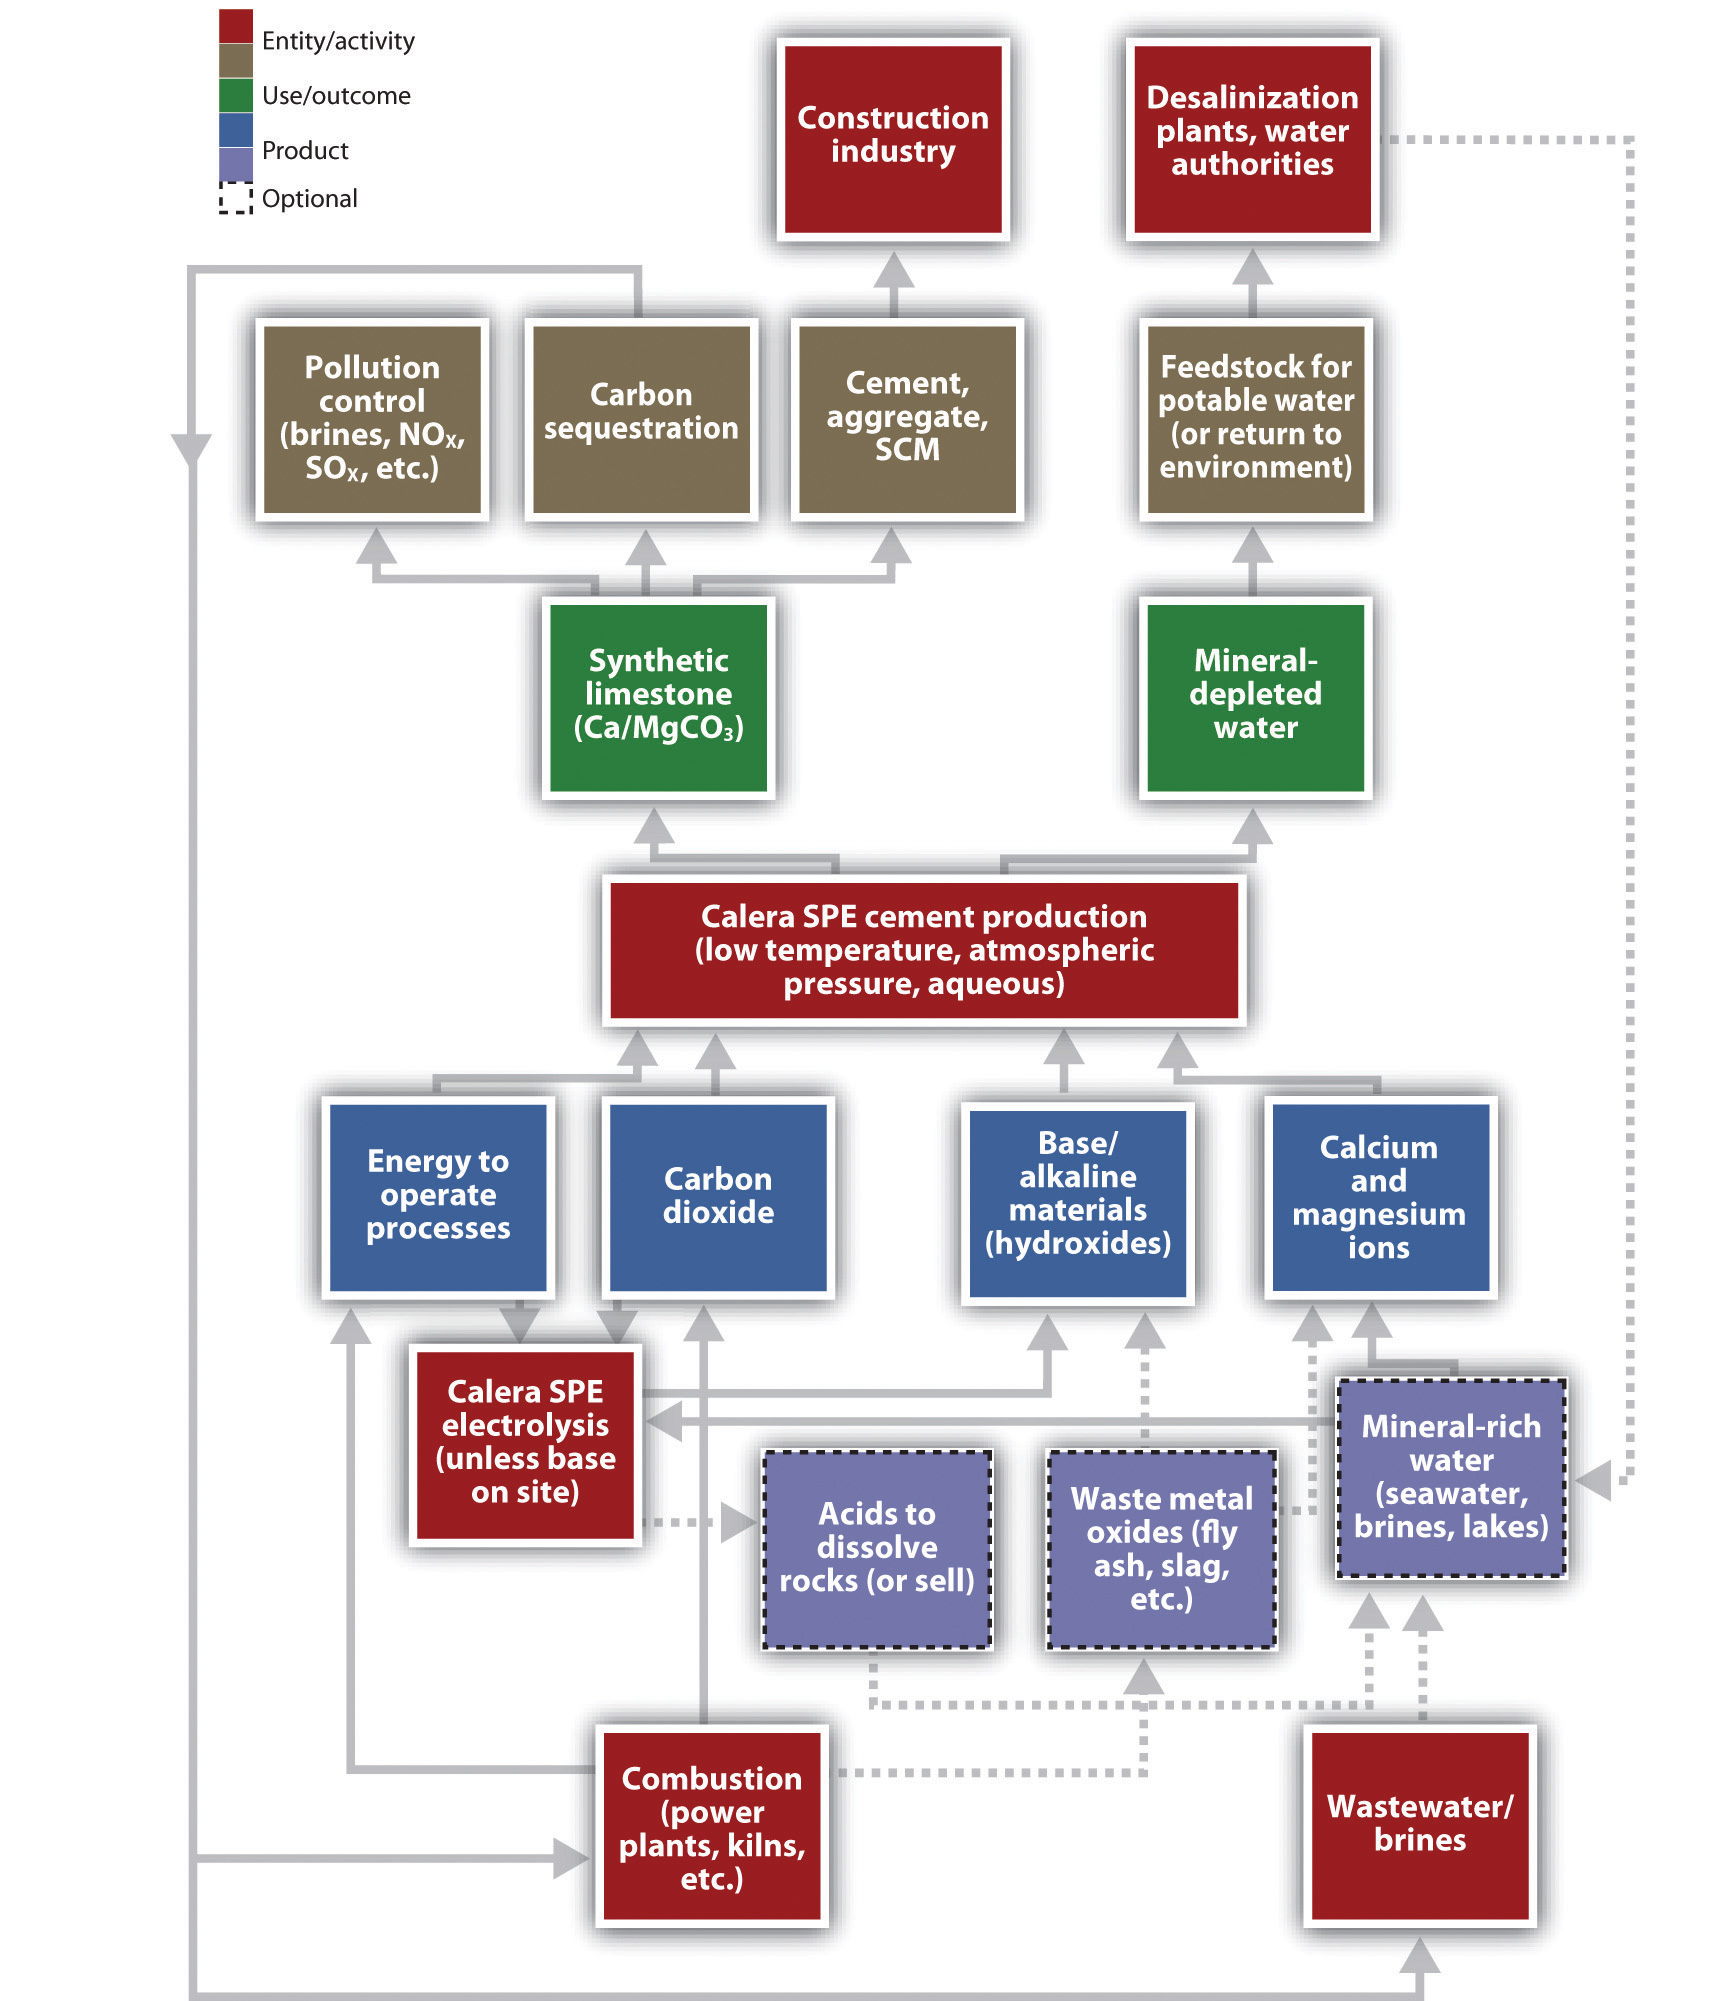 Entity/activity
Use/outcome
Product
Optional
Construction
industry
Desalinization
plants, water
authorities
Pollution
control
(brines, NOₓ,
SOₓ, etc.)
Carbon
sequestration
Cement,
aggregate,
SCM
Feedstock for
potable water
(or return to
environment)
Synthetic
limestone
(Ca/MgCO₃)
Mineral-
depleted
water
Calera SPE cement production
(low temperature, atmospheric
pressure, aqueous)
Energy to
operate
processes
Carbon
dioxide
Base/
alkaline
materials
(hydroxides)
Calcium
and
magnesium
ions
Calera SPE
electrolysis
(unless base
on site)
Acids to
dissolve
rocks (or sell)
Waste metal
oxides (fly
ash, slag,
etc.)
Mineral-rich
water
(seawater,
brines, lakes)
Combustion
(power
plants, kilns,
etc.)
Wastewater/
brines